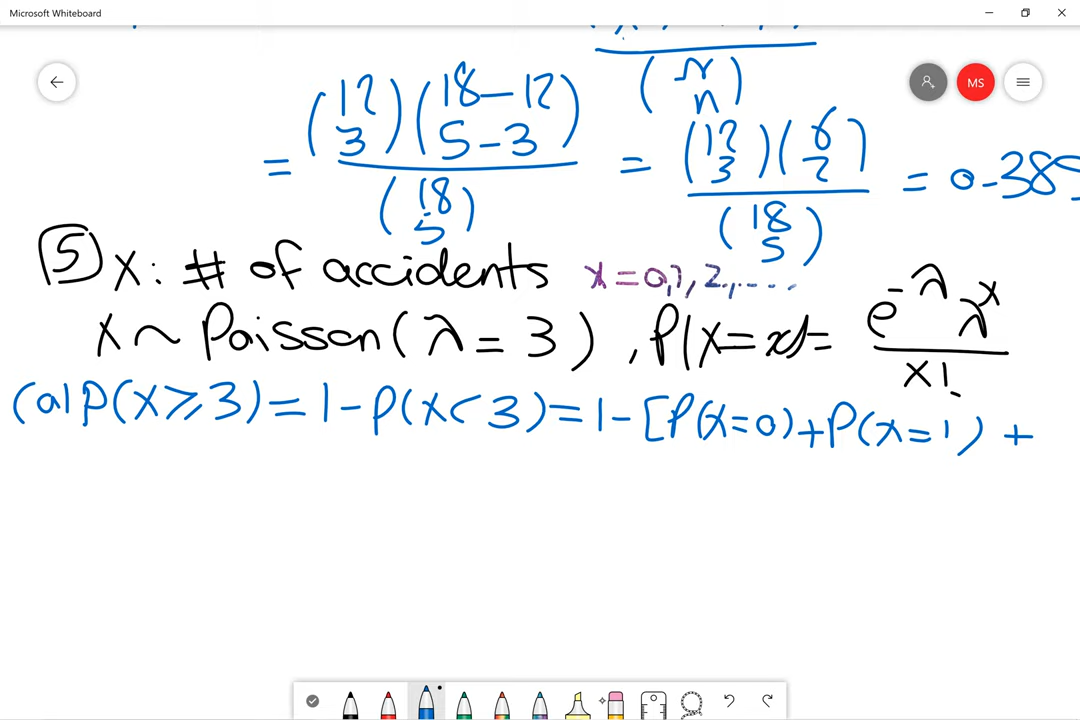 Microsoft Whiteboard
MS
(N
n)
= (12
3)(18-12
5-3) / (18
5) = (12
3)(6
2) / (18
5) = 0.385
5 X: # of accidents x=0,1,2,....
X ~ Poisson(λ=3), P(X=x)= e^-λ λ^x / x!
(a) P(X≥3)=1-P(X<3)=1-[P(X=0)+P(X=1)+